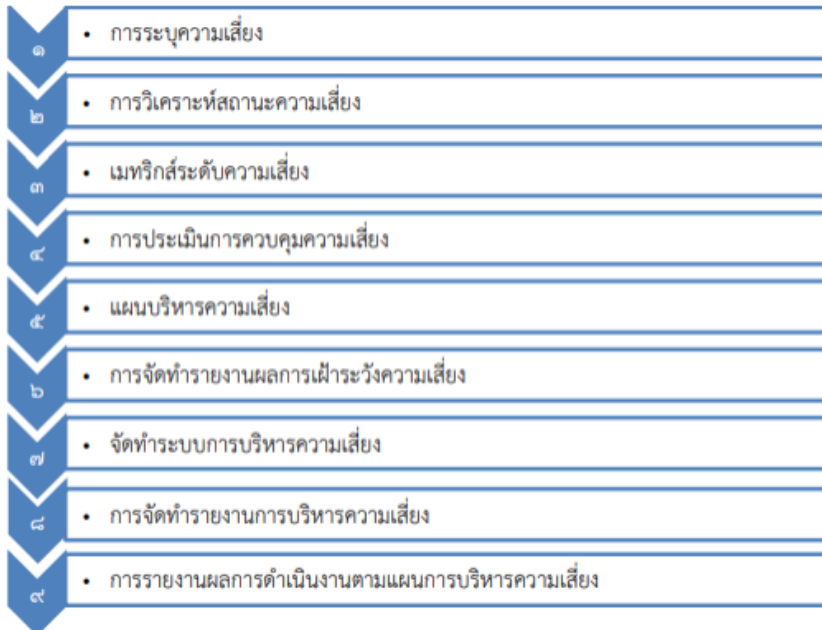 ๑ • การระบุความเสี่ยง
๒ • การวิเคราะห์สถานะความเสี่ยง
๓ • เมทริกส์ระดับความเสี่ยง
๔ • การประเมินการควบคุมความเสี่ยง
๕ • แผนบริหารความเสี่ยง
๖ • การจัดทำรายงานผลการเฝ้าระวังความเสี่ยง
๗ • จัดทำระบบการบริหารความเสี่ยง
๘ • การจัดทำรายงานการบริหารความเสี่ยง
๙ • การรายงานผลการดำเนินงานตามแผนการบริหารความเสี่ยง